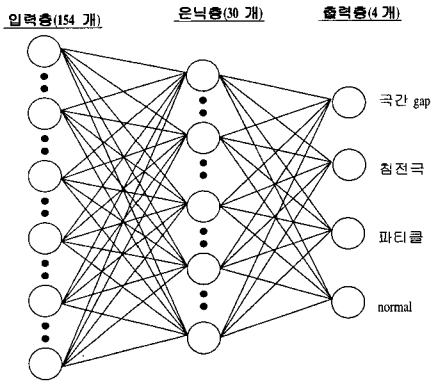 입력층(154 개)
은닉층(30 개)
출력층(4 개)
극간 gap
침전극
파티클
normal